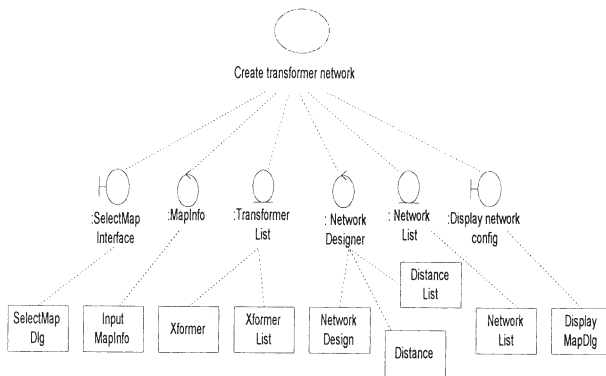 Create transformer network
:SelectMap
Interface
:MapInfo
:Transformer
List
: Network
Designer
: Network
List
:Display network
config
Distance
List
SelectMap
Dlg
Input
MapInfo
Xformer
Xformer
List
Network
Design
Distance
Network
List
Display
MapDlg